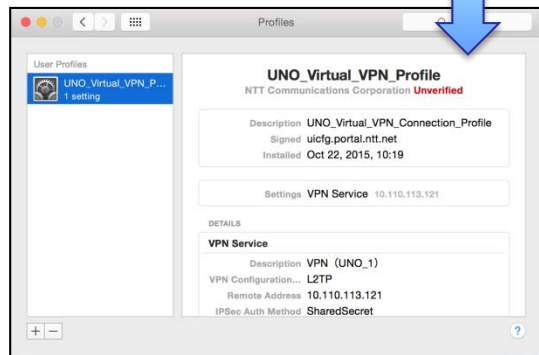 Profiles
User Profiles
UNO_Virtual_VPN_P...
1 setting
UNO_Virtual_VPN_Profile
NTT Communications Corporation Unverified
Description UNO_Virtual_VPN_Connection_Profile
Signed uicfg.portal.ntt.net
Installed Oct 22, 2015, 10:19
Settings VPN Service 10.110.113.121
DETAILS
VPN Service
Description VPN（UNO_1）
VPN Configuration... L2TP
Remote Address 10.110.113.121
IPSec Auth Method SharedSecret
+ −
?